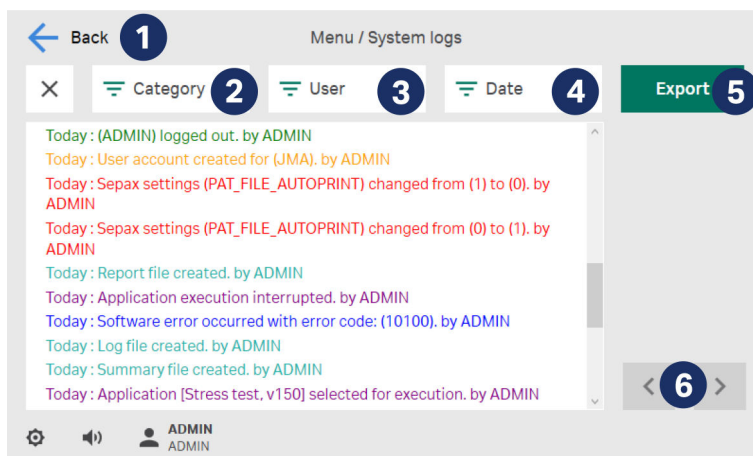 Back 1 Menu / System logs
Category 2 User 3 Date 4 Export 5
Today : (ADMIN) logged out. by ADMIN
Today : User account created for (JMA). by ADMIN
Today : Sepax settings (PAT_FILE_AUTOPRINT) changed from (1) to (0). by
ADMIN
Today : Sepax settings (PAT_FILE_AUTOPRINT) changed from (0) to (1). by
ADMIN
Today : Report file created. by ADMIN
Today : Application execution interrupted. by ADMIN
Today : Software error occurred with error code: (10100). by ADMIN
Today : Log file created. by ADMIN
Today : Summary file created. by ADMIN
Today : Application [Stress test, v150] selected for execution. by ADMIN
6
ADMIN
ADMIN